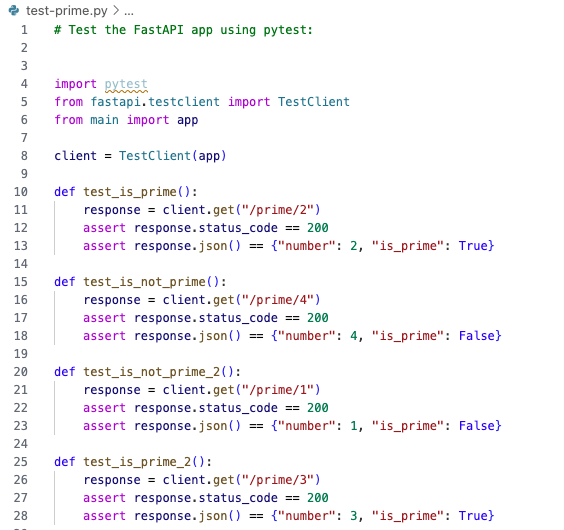 test-prime.py > ...
1 # Test the FastAPI app using pytest:
2
3
4 import pytest
5 from fastapi.testclient import TestClient
6 from main import app
7
8 client = TestClient(app)
9
10 def test_is_prime():
11     response = client.get("/prime/2")
12     assert response.status_code == 200
13     assert response.json() == {"number": 2, "is_prime": True}
14
15 def test_is_not_prime():
16     response = client.get("/prime/4")
17     assert response.status_code == 200
18     assert response.json() == {"number": 4, "is_prime": False}
19
20 def test_is_not_prime_2():
21     response = client.get("/prime/1")
22     assert response.status_code == 200
23     assert response.json() == {"number": 1, "is_prime": False}
24
25 def test_is_prime_2():
26     response = client.get("/prime/3")
27     assert response.status_code == 200
28     assert response.json() == {"number": 3, "is_prime": True}